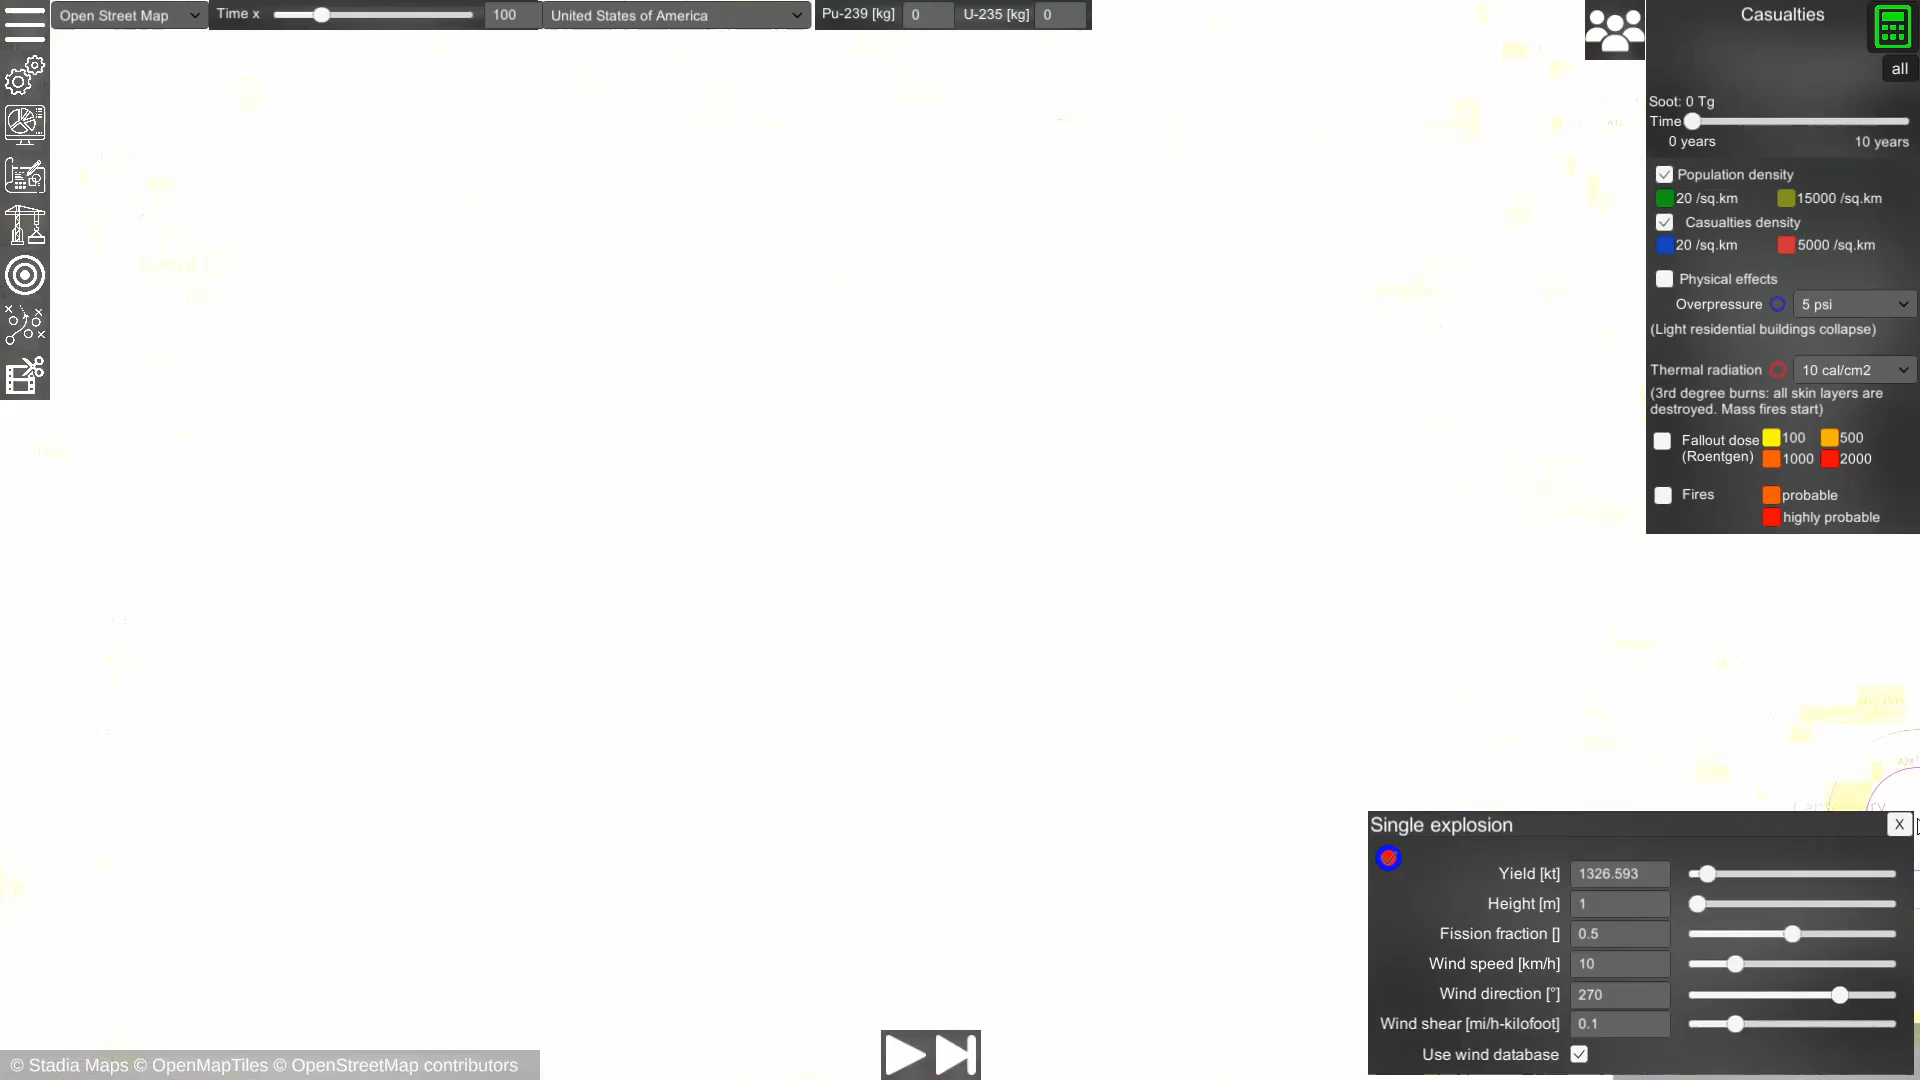 Open Street Map
Time x
100
United States of America
Pu-239 [kg]
0
U-235 [kg]
0
Casualties
all
Soot: 0 Tg
Time
0 years
10 years
Population density
20 /sq.km
15000 /sq.km
Casualties density
20 /sq.km
5000 /sq.km
Physical effects
Overpressure
5 psi
(Light residential buildings collapse)
Thermal radiation
10 cal/cm2
(3rd degree burns: all skin layers are
destroyed. Mass fires start)
Fallout dose
(Roentgen)
100
500
1000
2000
Fires
probable
highly probable
Single explosion
X
Yield [kt]
1326.593
Height [m]
1
Fission fraction []
0.5
Wind speed [km/h]
10
Wind direction [°]
270
Wind shear [mi/h-kilofoot]
0.1
Use wind database
© Stadia Maps © OpenMapTiles © OpenStreetMap contributors